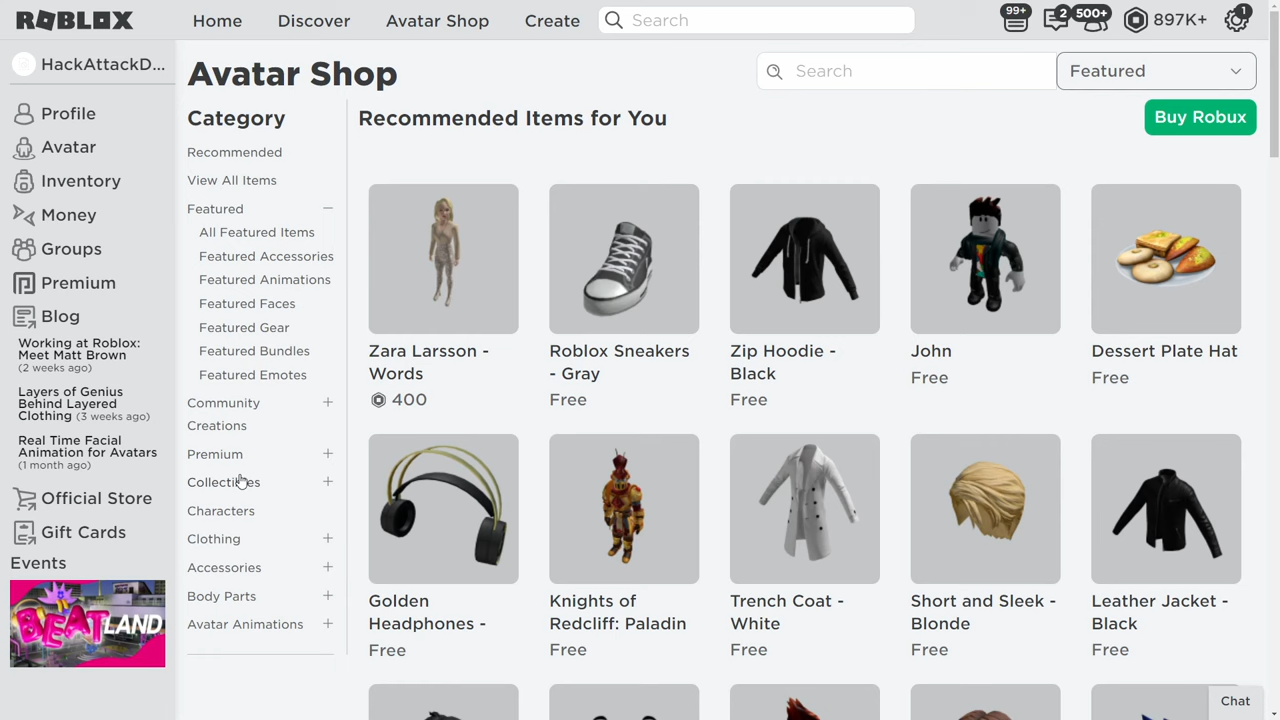 ROBLOX
Home
Discover
Avatar Shop
Create
Search
99+
2
500+
897K+
1
HackAttackD...
Profile
Avatar
Inventory
Money
Groups
Premium
Blog
Working at Roblox:
Meet Matt Brown
(2 weeks ago)
Layers of Genius
Behind Layered
Clothing (3 weeks ago)
Real Time Facial
Animation for Avatars
(1 month ago)
Official Store
Gift Cards
Events
BEATLAND
Avatar Shop
Search
Featured
Category
Recommended
View All Items
Featured
All Featured Items
Featured Accessories
Featured Animations
Featured Faces
Featured Gear
Featured Bundles
Featured Emotes
Community
Creations
Premium
Collectibles
Characters
Clothing
Accessories
Body Parts
Avatar Animations
Recommended Items for You
Buy Robux
Zara Larsson -
Words
400
Roblox Sneakers
- Gray
Free
Zip Hoodie -
Black
Free
John
Free
Dessert Plate Hat
Free
Golden
Headphones -
Free
Knights of
Redcliff: Paladin
Free
Trench Coat -
White
Free
Short and Sleek -
Blonde
Free
Leather Jacket -
Black
Free
Chat